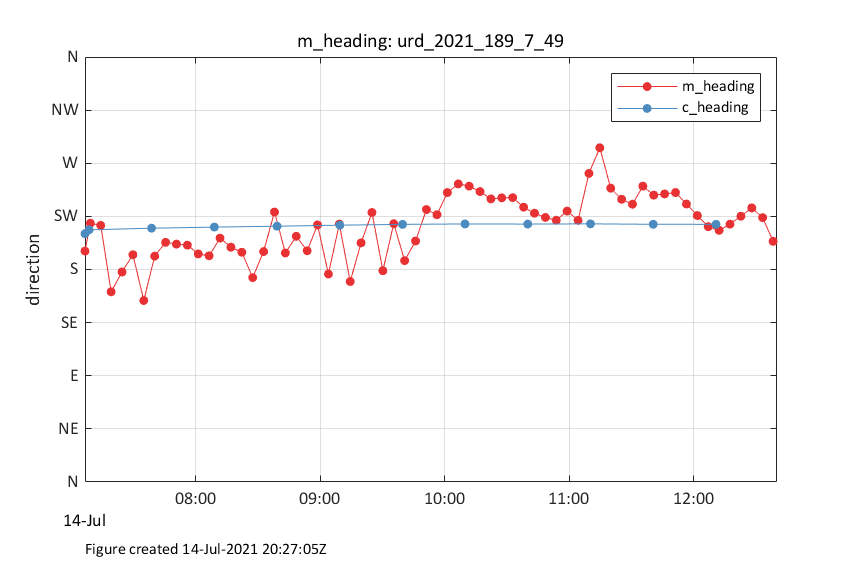 m_heading: urd_2021_189_7_49
m_heading
c_heading
direction
N
NW
W
SW
S
SE
E
NE
N
08:00
09:00
10:00
11:00
12:00
14-Jul
Figure created 14-Jul-2021 20:27:05Z